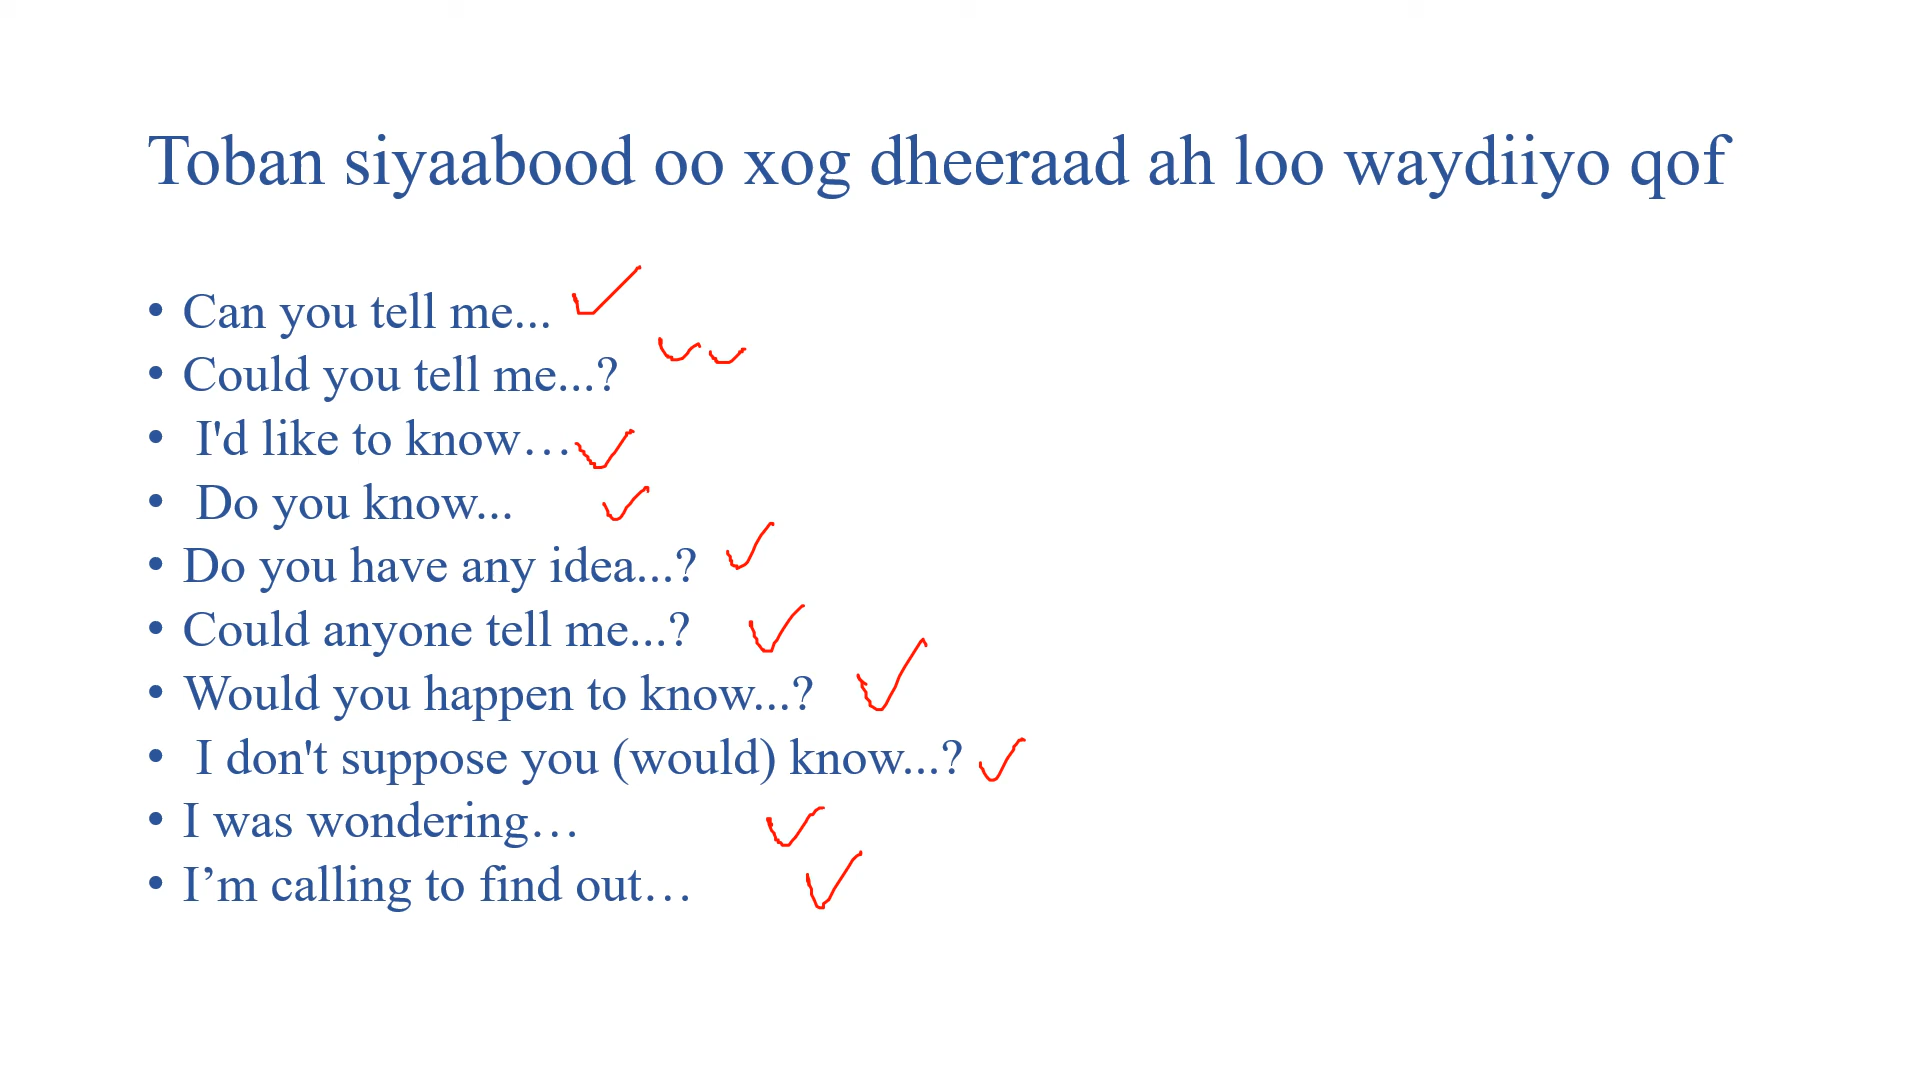 Toban siyaabood oo xog dheeraad ah loo waydiiyo qof
• Can you tell me...
• Could you tell me...?
• I'd like to know…
• Do you know...
• Do you have any idea...?
• Could anyone tell me...?
• Would you happen to know...?
• I don't suppose you (would) know...?
• I was wondering…
• I’m calling to find out…